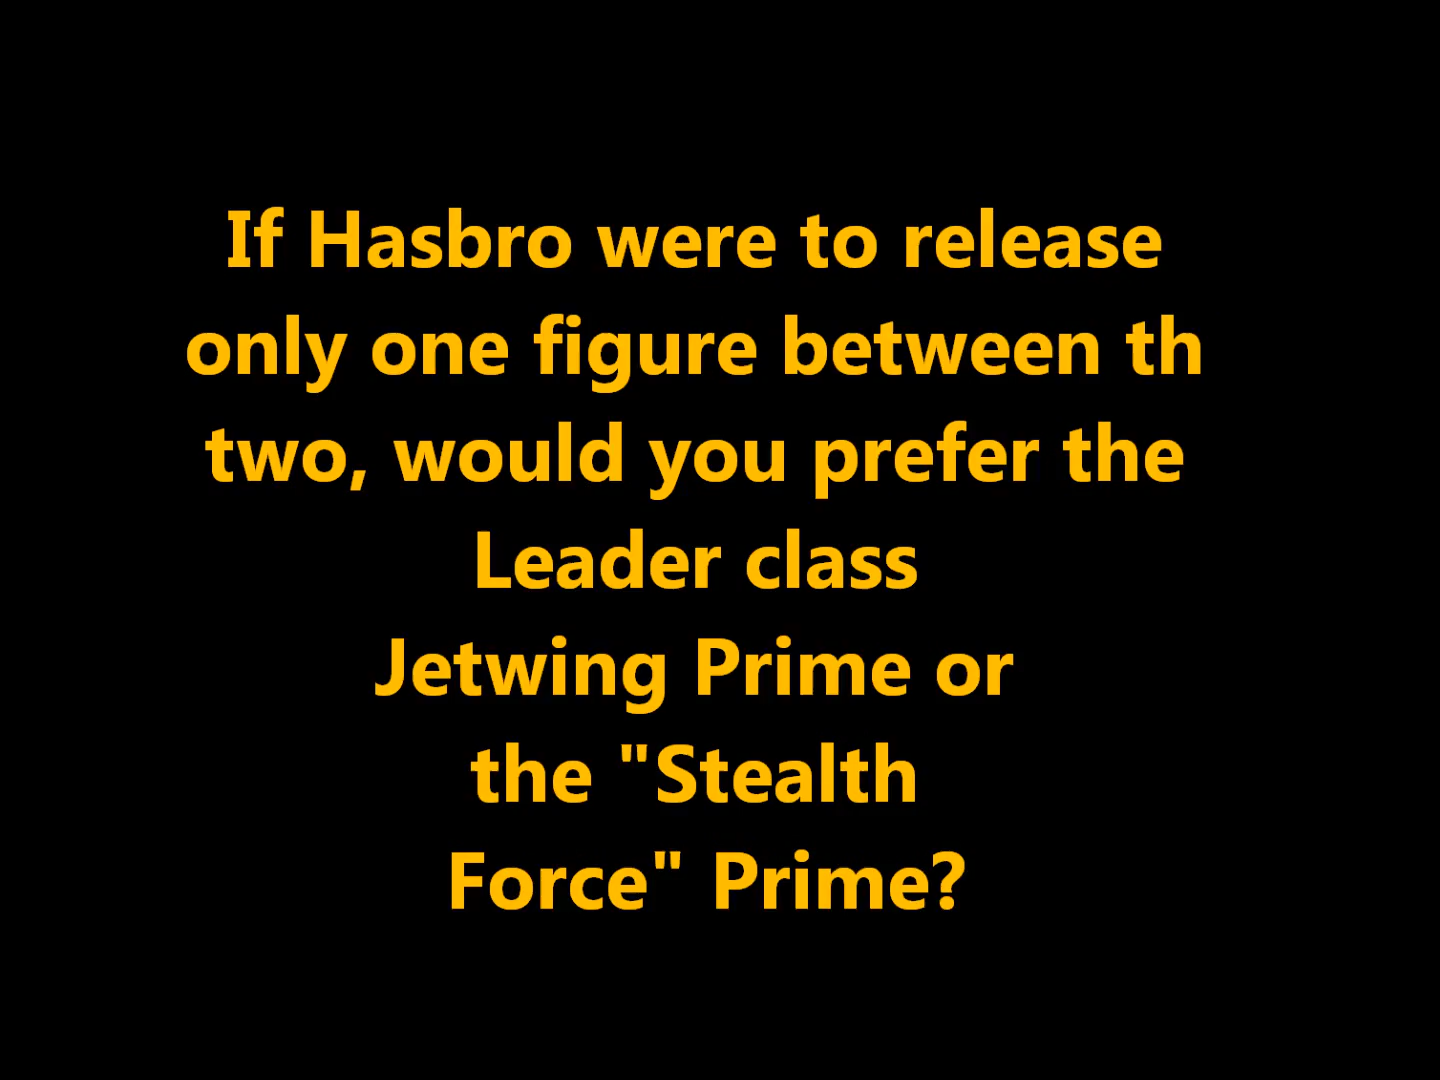 If Hasbro were to release
only one figure between th
two, would you prefer the
Leader class
Jetwing Prime or
the "Stealth
Force" Prime?